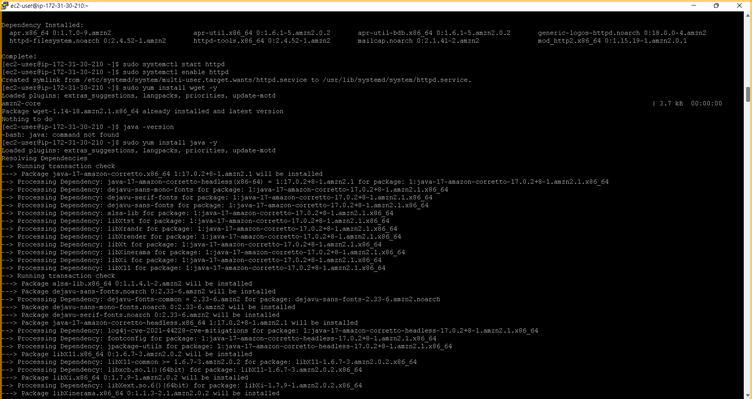 ec2-user@ip-172-31-30-210:~
Dependency Installed:
apr.x86_64 0:1.7.0-9.amzn2 apr-util.x86_64 0:1.6.1-5.amzn2.0.2 apr-util-bdb.x86_64 0:1.6.1-5.amzn2.0.2 generic-logos-httpd.noarch 0:18.0.0-4.amzn2
httpd-filesystem.noarch 0:2.4.52-1.amzn2 httpd-tools.x86_64 0:2.4.52-1.amzn2 mailcap.noarch 0:2.1.41-2.amzn2 mod_http2.x86_64 0:1.15.19-1.amzn2.0.1
Complete!
[ec2-user@ip-172-31-30-210 ~]$ sudo systemctl start httpd
[ec2-user@ip-172-31-30-210 ~]$ sudo systemctl enable httpd
Created symlink from /etc/systemd/system/multi-user.target.wants/httpd.service to /usr/lib/systemd/system/httpd.service.
[ec2-user@ip-172-31-30-210 ~]$ sudo yum install wget -y
Loaded plugins: extras_suggestions, langpacks, priorities, update-motd
amzn2-core | 3.7 kB 00:00:00
Package wget-1.14-18.amzn2.1.x86_64 already installed and latest version
Nothing to do
[ec2-user@ip-172-31-30-210 ~]$ java -version
-bash: java: command not found
[ec2-user@ip-172-31-30-210 ~]$ sudo yum install java -y
Loaded plugins: extras_suggestions, langpacks, priorities, update-motd
Resolving Dependencies
--> Running transaction check
---> Package java-17-amazon-corretto.x86_64 1:17.0.2+8-1.amzn2.1 will be installed
--> Processing Dependency: java-17-amazon-corretto-headless(x86-64) = 1:17.0.2+8-1.amzn2.1 for package: 1:java-17-amazon-corretto-17.0.2+8-1.amzn2.1.x86_64
--> Processing Dependency: dejavu-sans-mono-fonts for package: 1:java-17-amazon-corretto-17.0.2+8-1.amzn2.1.x86_64
--> Processing Dependency: dejavu-serif-fonts for package: 1:java-17-amazon-corretto-17.0.2+8-1.amzn2.1.x86_64
--> Processing Dependency: dejavu-sans-fonts for package: 1:java-17-amazon-corretto-17.0.2+8-1.amzn2.1.x86_64
--> Processing Dependency: alsa-lib for package: 1:java-17-amazon-corretto-17.0.2+8-1.amzn2.1.x86_64
--> Processing Dependency: libXtst for package: 1:java-17-amazon-corretto-17.0.2+8-1.amzn2.1.x86_64
--> Processing Dependency: libXrandr for package: 1:java-17-amazon-corretto-17.0.2+8-1.amzn2.1.x86_64
--> Processing Dependency: libXrender for package: 1:java-17-amazon-corretto-17.0.2+8-1.amzn2.1.x86_64
--> Processing Dependency: libXt for package: 1:java-17-amazon-corretto-17.0.2+8-1.amzn2.1.x86_64
--> Processing Dependency: libXinerama for package: 1:java-17-amazon-corretto-17.0.2+8-1.amzn2.1.x86_64
--> Processing Dependency: libXi for package: 1:java-17-amazon-corretto-17.0.2+8-1.amzn2.1.x86_64
--> Processing Dependency: libX11 for package: 1:java-17-amazon-corretto-17.0.2+8-1.amzn2.1.x86_64
--> Running transaction check
---> Package alsa-lib.x86_64 0:1.1.4.1-2.amzn2 will be installed
---> Package dejavu-sans-fonts.noarch 0:2.33-6.amzn2 will be installed
--> Processing Dependency: dejavu-fonts-common = 2.33-6.amzn2 for package: dejavu-sans-fonts-2.33-6.amzn2.noarch
---> Package dejavu-sans-mono-fonts.noarch 0:2.33-6.amzn2 will be installed
---> Package dejavu-serif-fonts.noarch 0:2.33-6.amzn2 will be installed
---> Package java-17-amazon-corretto-headless.x86_64 1:17.0.2+8-1.amzn2.1 will be installed
--> Processing Dependency: log4j-cve-2021-44228-cve-mitigations for package: 1:java-17-amazon-corretto-headless-17.0.2+8-1.amzn2.1.x86_64
--> Processing Dependency: fontconfig for package: 1:java-17-amazon-corretto-headless-17.0.2+8-1.amzn2.1.x86_64
--> Processing Dependency: jpackage-utils for package: 1:java-17-amazon-corretto-headless-17.0.2+8-1.amzn2.1.x86_64
---> Package libX11.x86_64 0:1.6.7-3.amzn2.0.2 will be installed
--> Processing Dependency: libX11-common >= 1.6.7-3.amzn2.0.2 for package: libX11-1.6.7-3.amzn2.0.2.x86_64
--> Processing Dependency: libxcb.so.1()(64bit) for package: libX11-1.6.7-3.amzn2.0.2.x86_64
---> Package libXi.x86_64 0:1.7.9-1.amzn2.0.2 will be installed
--> Processing Dependency: libXext.so.6()(64bit) for package: libXi-1.7.9-1.amzn2.0.2.x86_64
---> Package libXinerama.x86_64 0:1.1.3-2.1.amzn2.0.2 will be installed